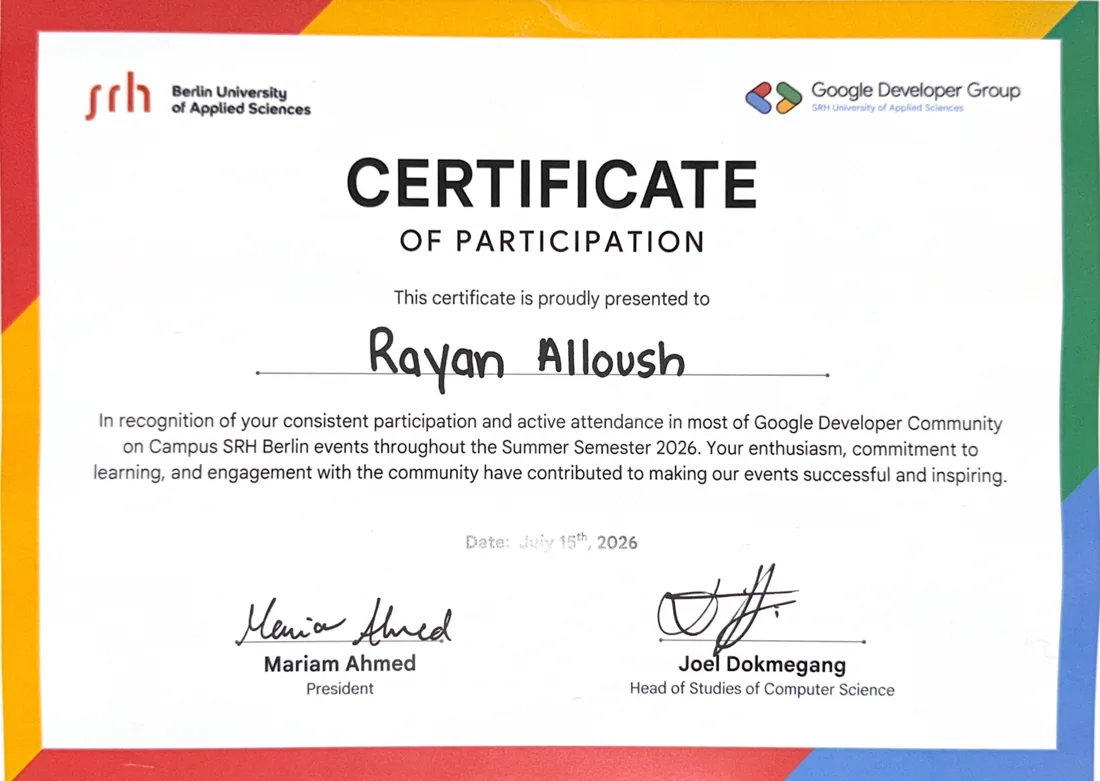 srh Berlin University
of Applied Sciences
Google Developer Group
SRH University of Applied Sciences
CERTIFICATE
OF PARTICIPATION
This certificate is proudly presented to
Rayan Alloush
In recognition of your consistent participation and active attendance in most of Google Developer Community
on Campus SRH Berlin events throughout the Summer Semester 2026. Your enthusiasm, commitment to
learning, and engagement with the community have contributed to making our events successful and inspiring.
Date: July 15th, 2026
Mariam Ahmed
President
Joel Dokmegang
Head of Studies of Computer Science